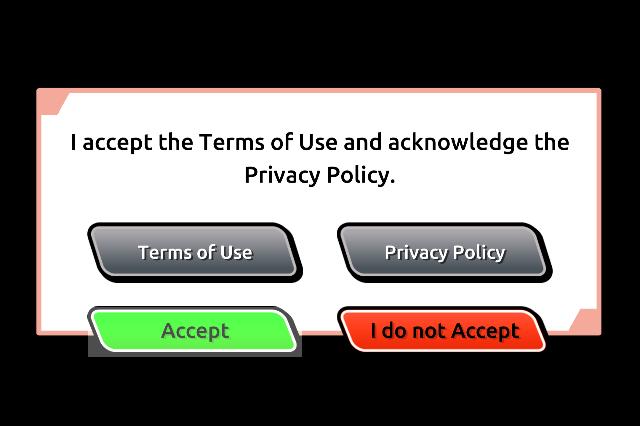 I accept the Terms of Use and acknowledge the
Privacy Policy.
Terms of Use
Privacy Policy
Accept
I do not Accept